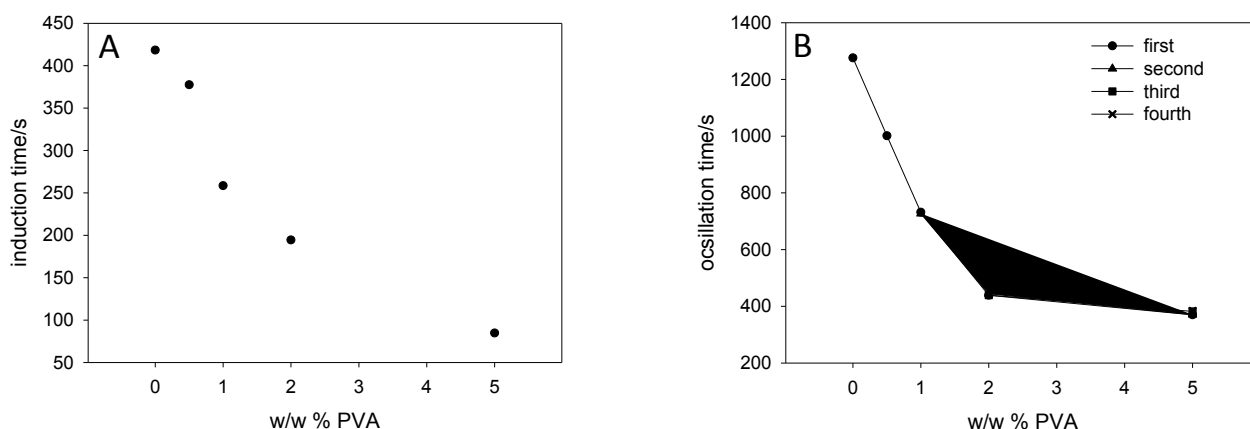 A
450
400
350
300
250
200
150
100
50
induction time/s
0 1 2 3 4 5
w/w % PVA
B
1400
1200
1000
800
600
400
200
ocsillation time/s
first
second
third
fourth
0 1 2 3 4 5
w/w % PVA